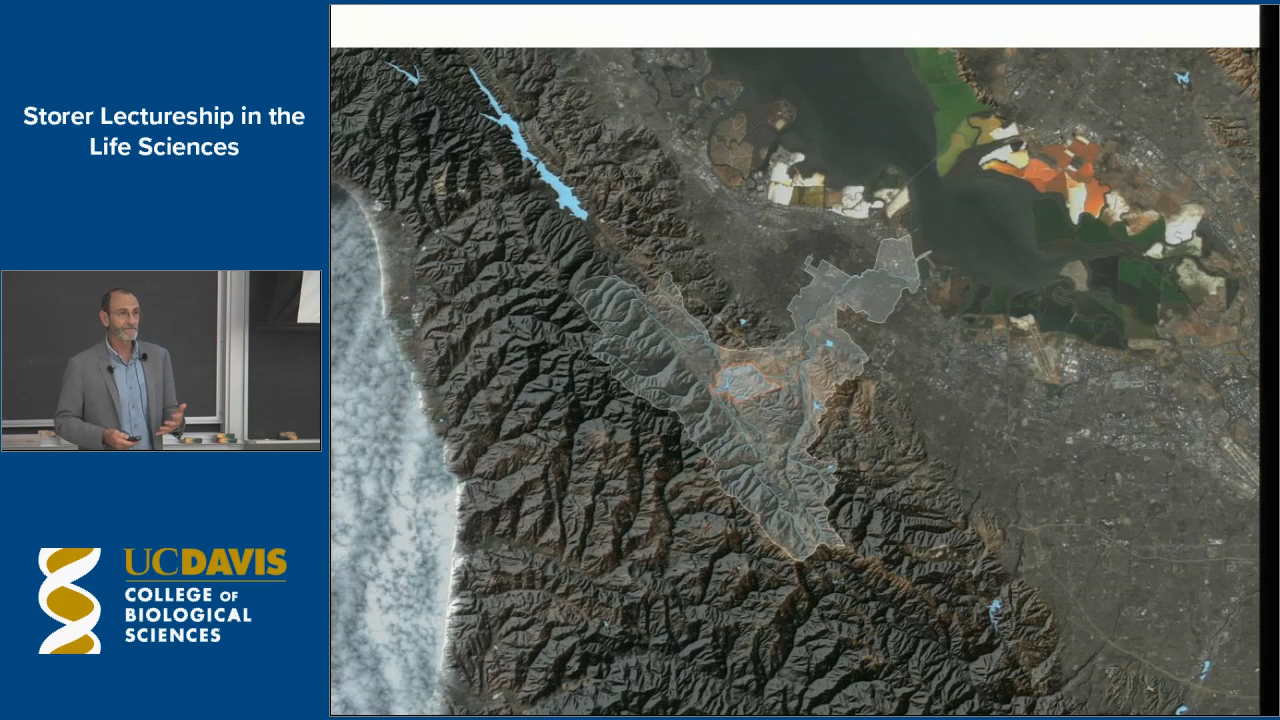 Storer Lectureship in the
Life Sciences
UCDAVIS
COLLEGE OF
BIOLOGICAL
SCIENCES